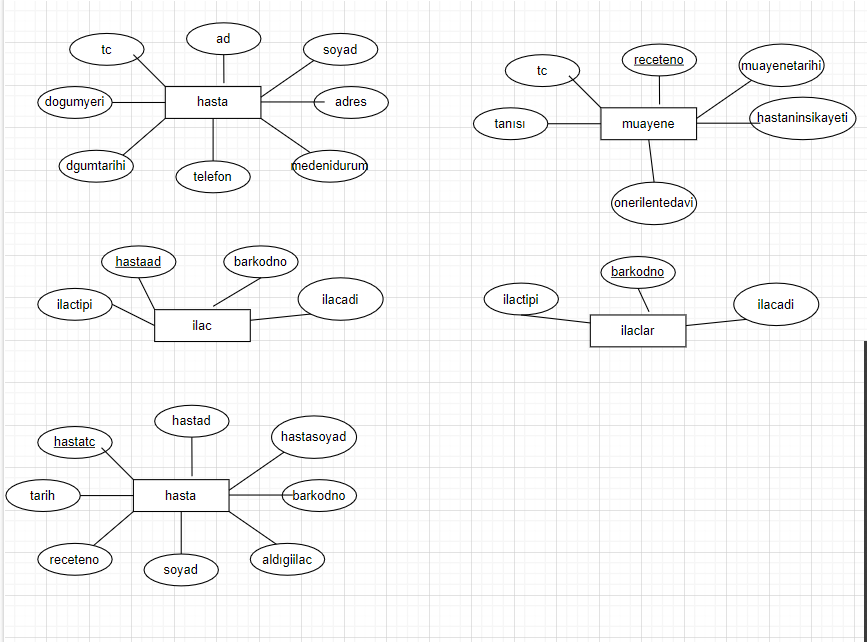 tc
ad
soyad
dogumyeri
hasta
adres
dgumtarihi
telefon
medenidurum
tc
receteno
muayenetarihi
tanısı
muayene
hastaninsikayeti
onerilentedavi
hastaad
barkodno
ilactipi
ilacadi
ilac
barkodno
ilactipi
ilacadi
ilaclar
hastad
hastatc
hastasoyad
tarih
hasta
barkodno
receteno
soyad
aldıgiilac